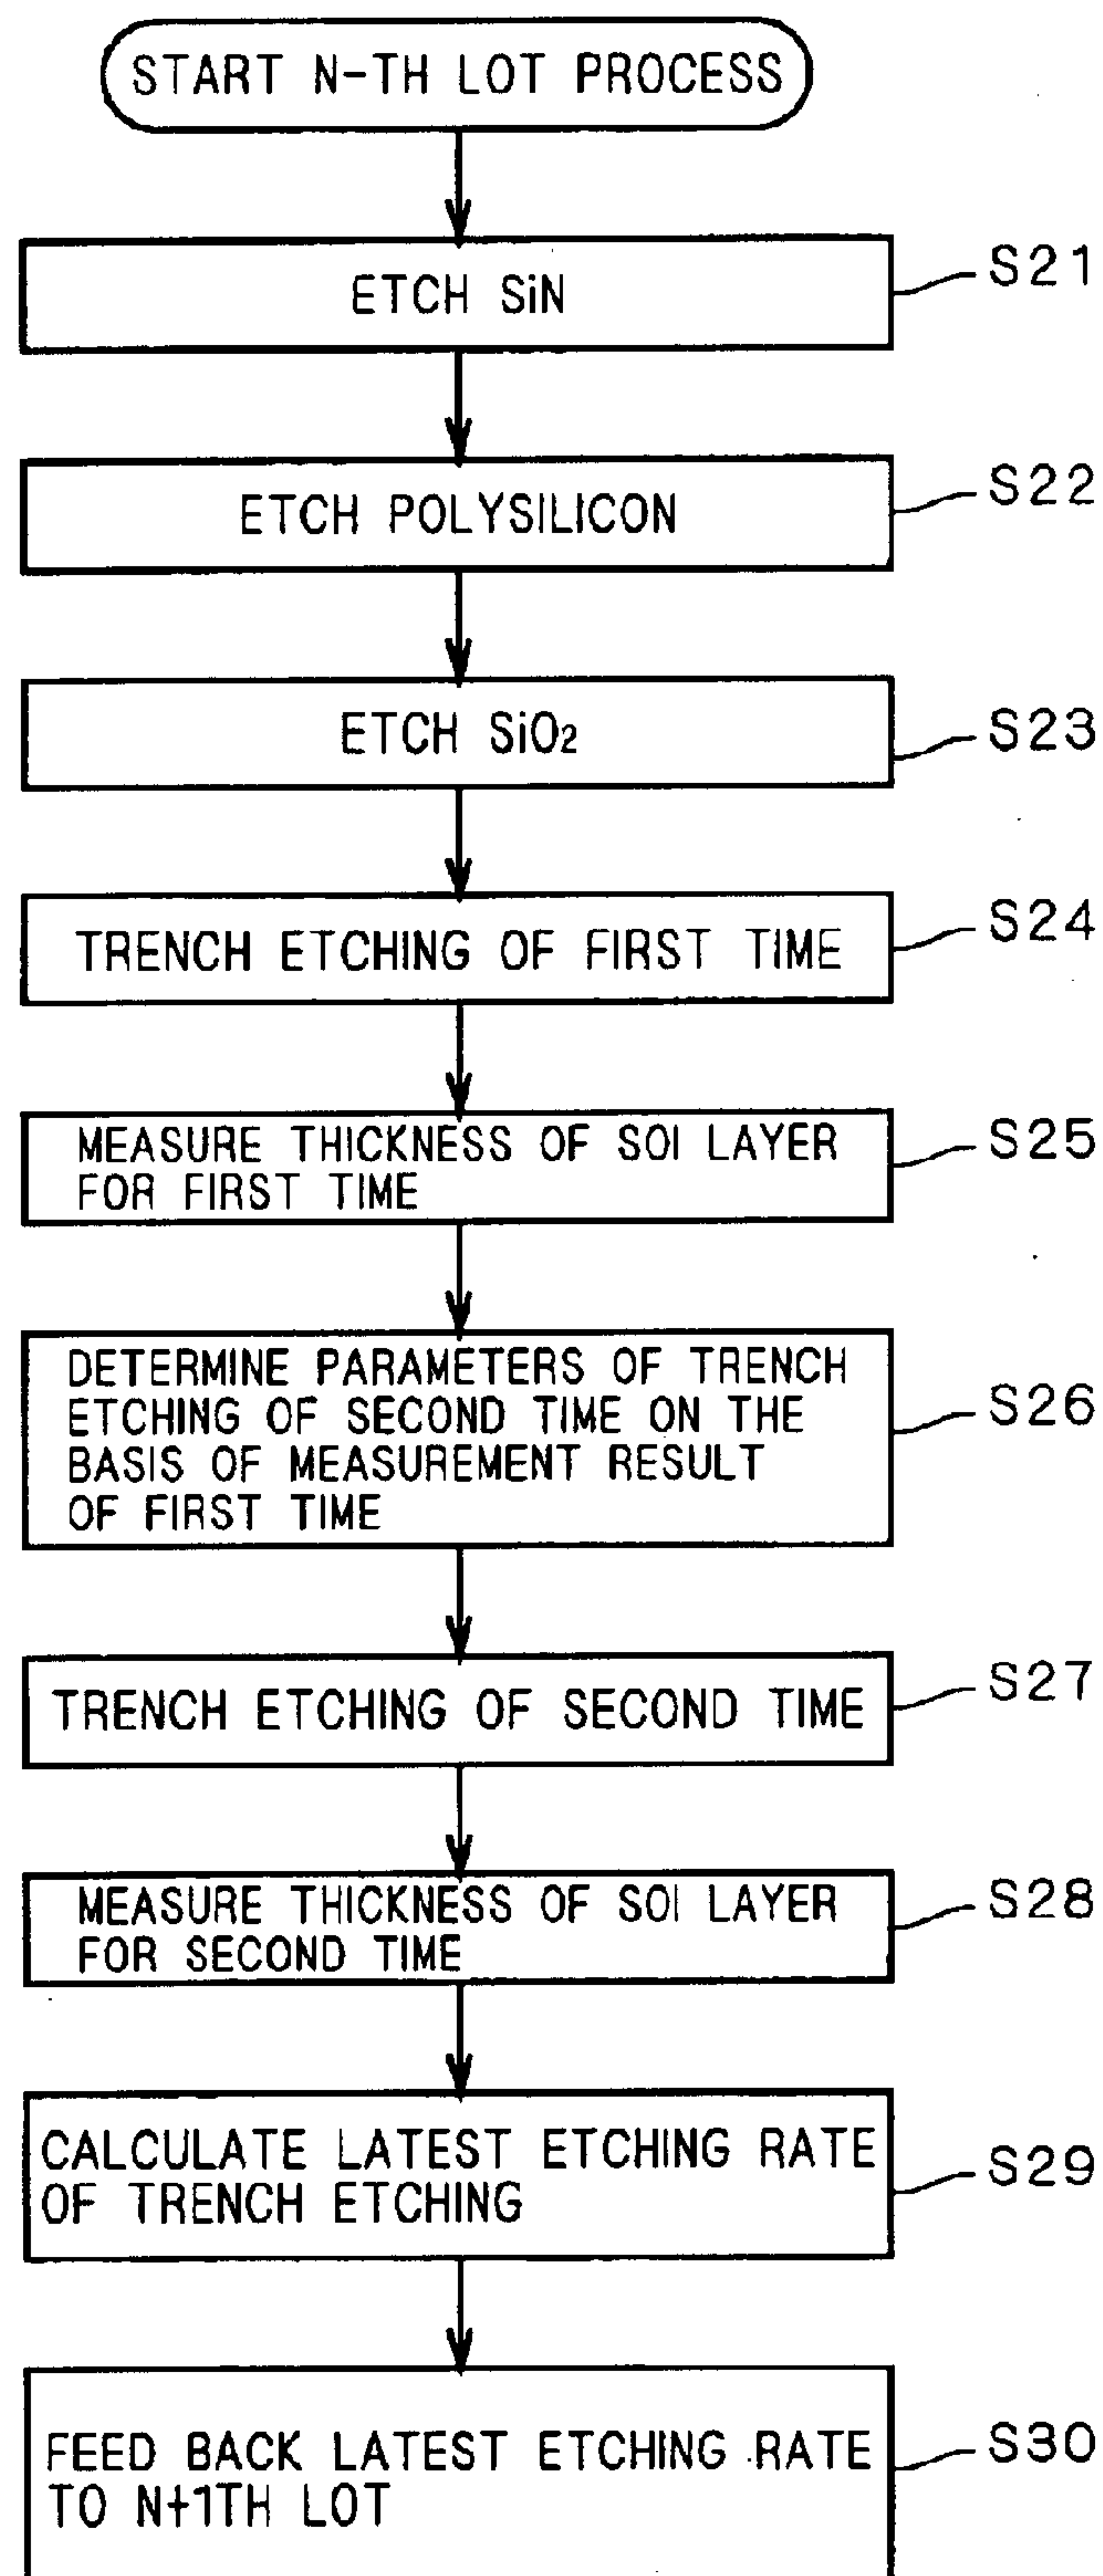 START N-TH LOT PROCESS
ETCH SiN
S21
ETCH POLYSILICON
S22
ETCH SiO2
S23
TRENCH ETCHING OF FIRST TIME
S24
MEASURE THICKNESS OF SOI LAYER
FOR FIRST TIME
S25
DETERMINE PARAMETERS OF TRENCH
ETCHING OF SECOND TIME ON THE
BASIS OF MEASUREMENT RESULT
OF FIRST TIME
S26
TRENCH ETCHING OF SECOND TIME
S27
MEASURE THICKNESS OF SOI LAYER
FOR SECOND TIME
S28
CALCULATE LATEST ETCHING RATE
OF TRENCH ETCHING
S29
FEED BACK LATEST ETCHING RATE
TO N+1TH LOT
S30